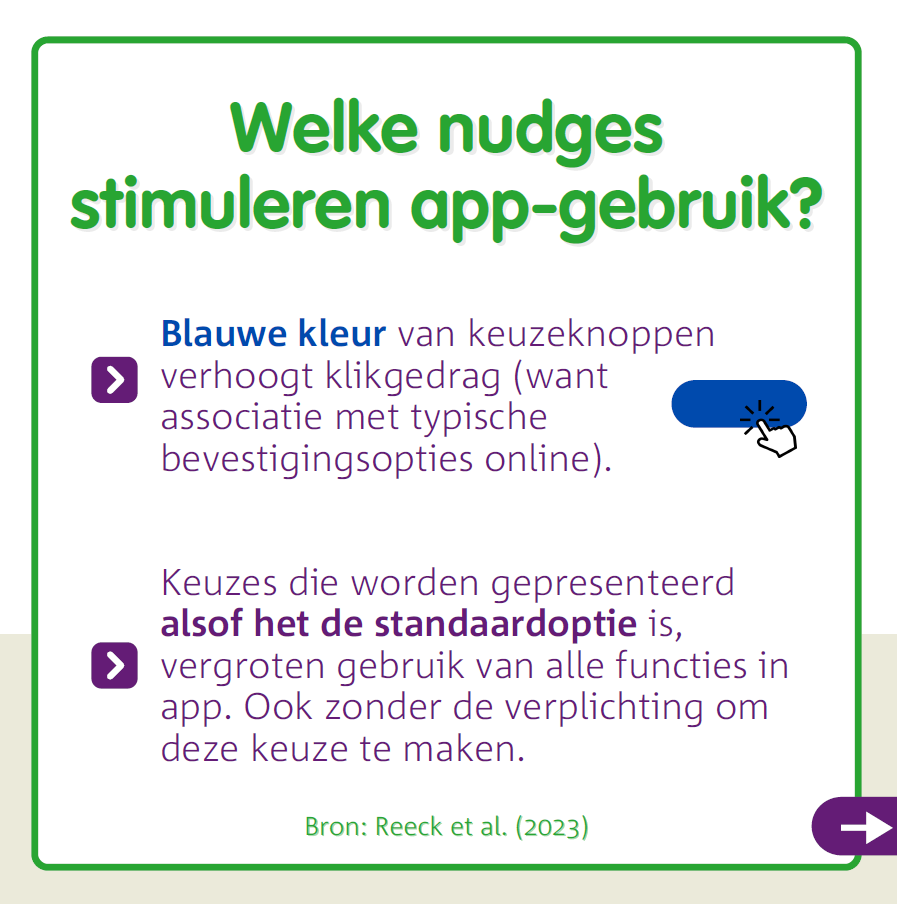 Welke nudges
stimuleren app-gebruik?
Blauwe kleur van keuzeknoppen
verhoogt klikgedrag (want
associatie met typische
bevestigingsopties online).
Keuzes die worden gepresenteerd
alsof het de standaardoptie is,
vergroten gebruik van alle functies in
app. Ook zonder de verplichting om
deze keuze te maken.
Bron: Reeck et al. (2023)